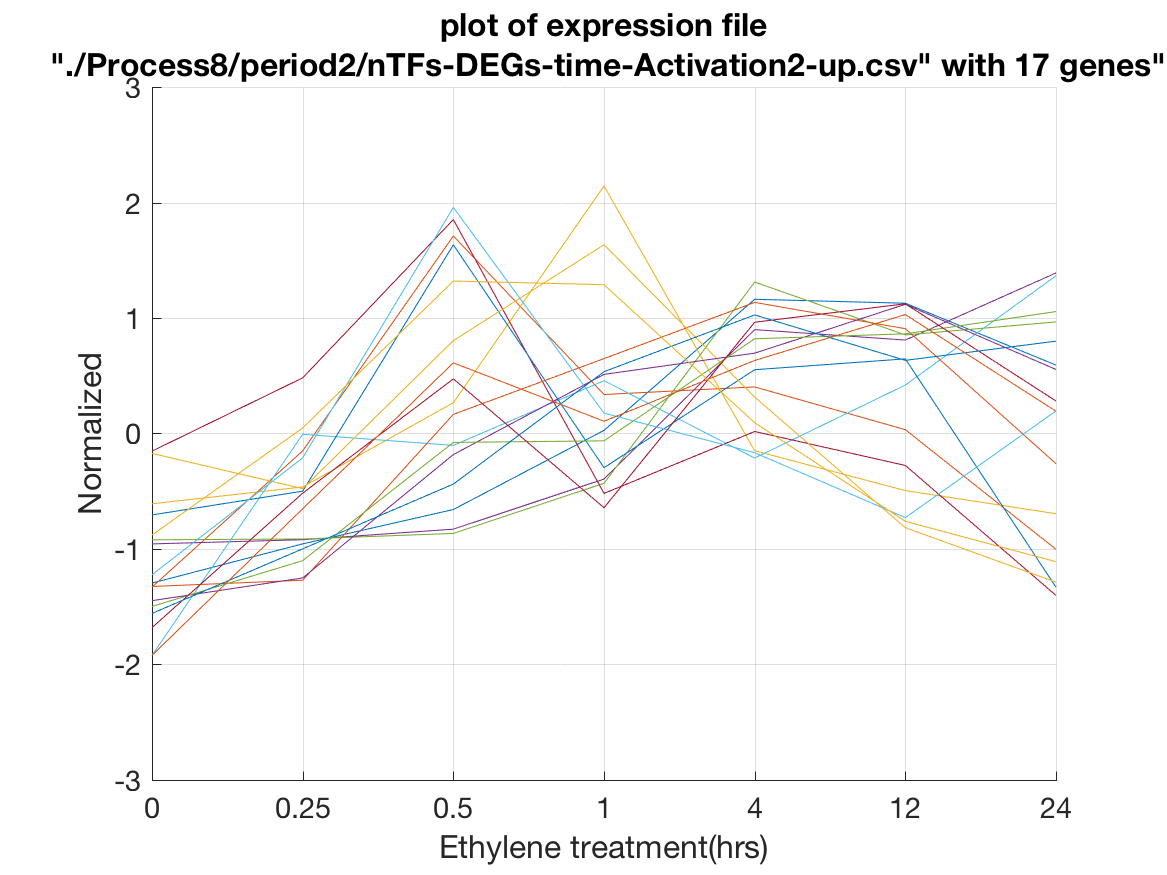 plot of expression file
"./Process8/period2/nTFs-DEGs-time-Activation2-up.csv" with 17 genes"
3
2
1
0
-1
-2
-3
Normalized
0 0.25 0.5 1 4 12 24
Ethylene treatment(hrs)